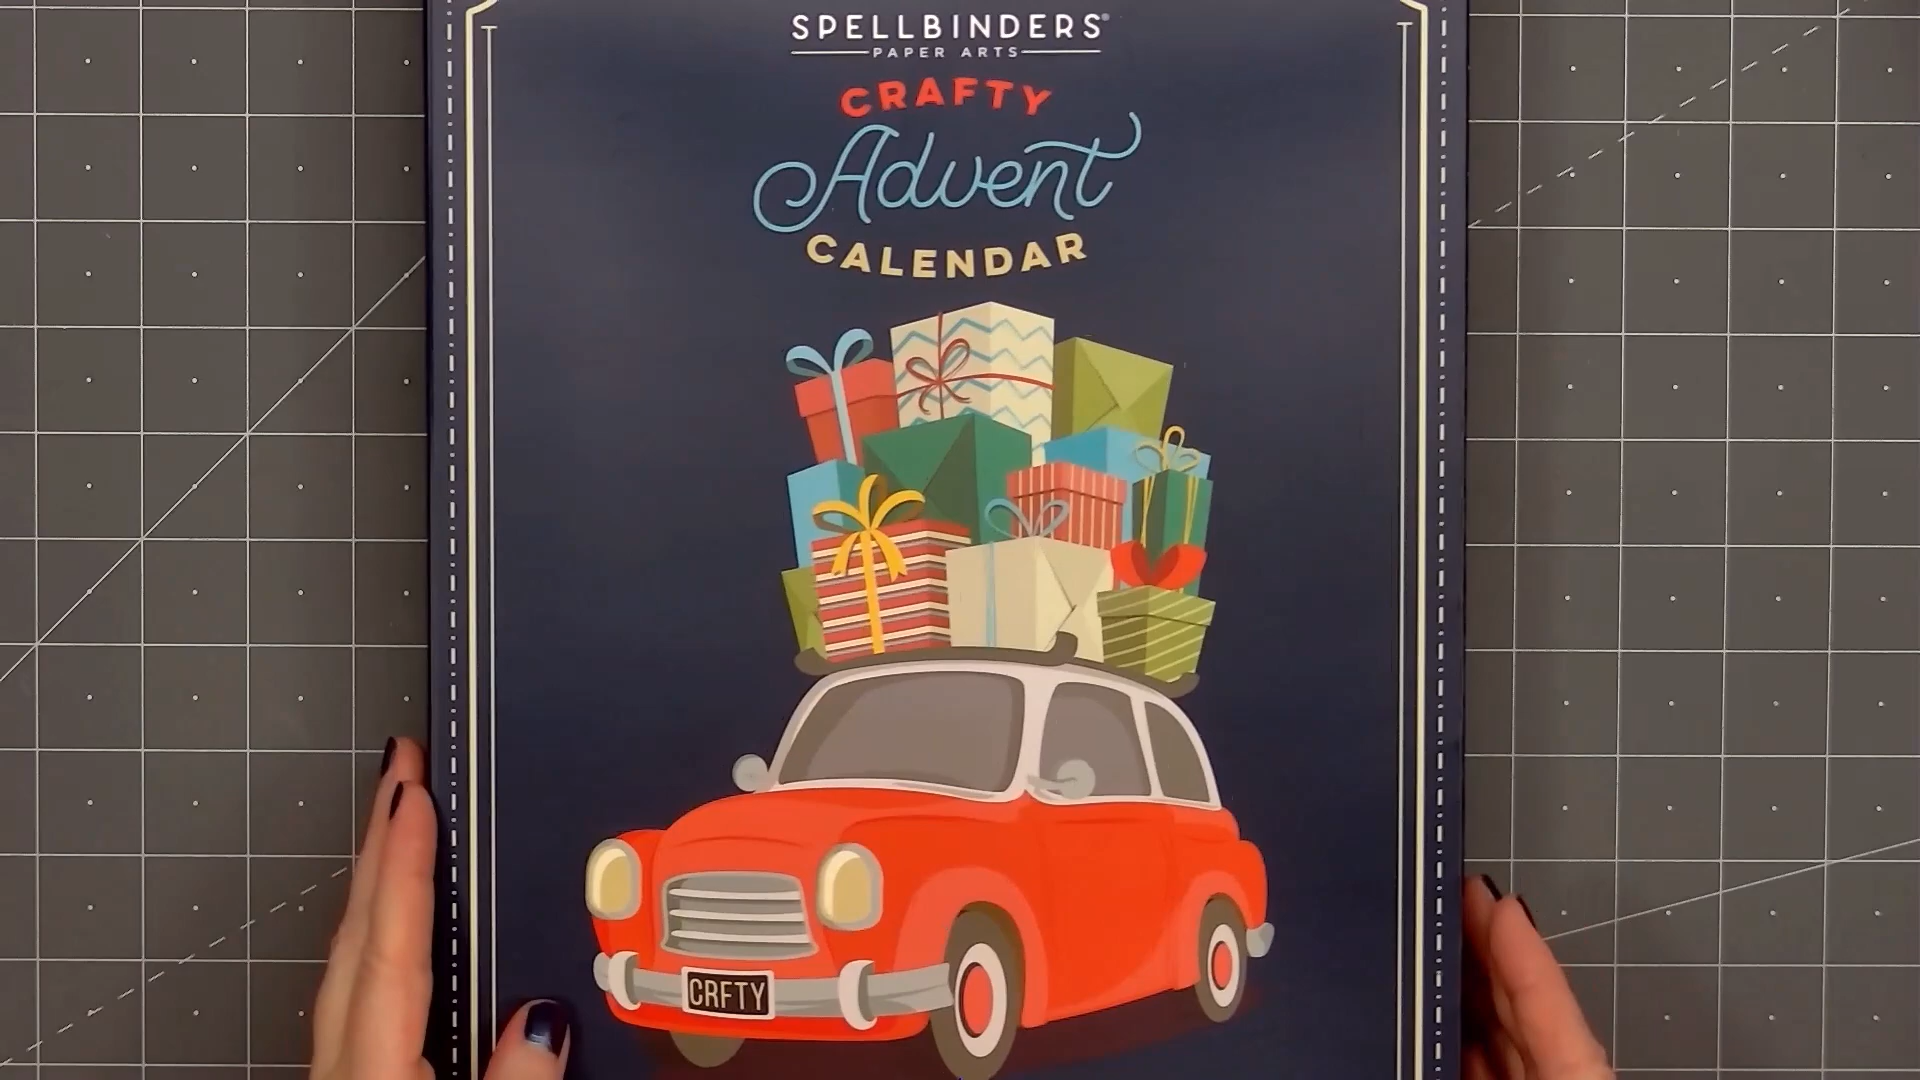 SPELLBINDERS®
PAPER ARTS
CRAFTY
Advent
CALENDAR
CRFTY